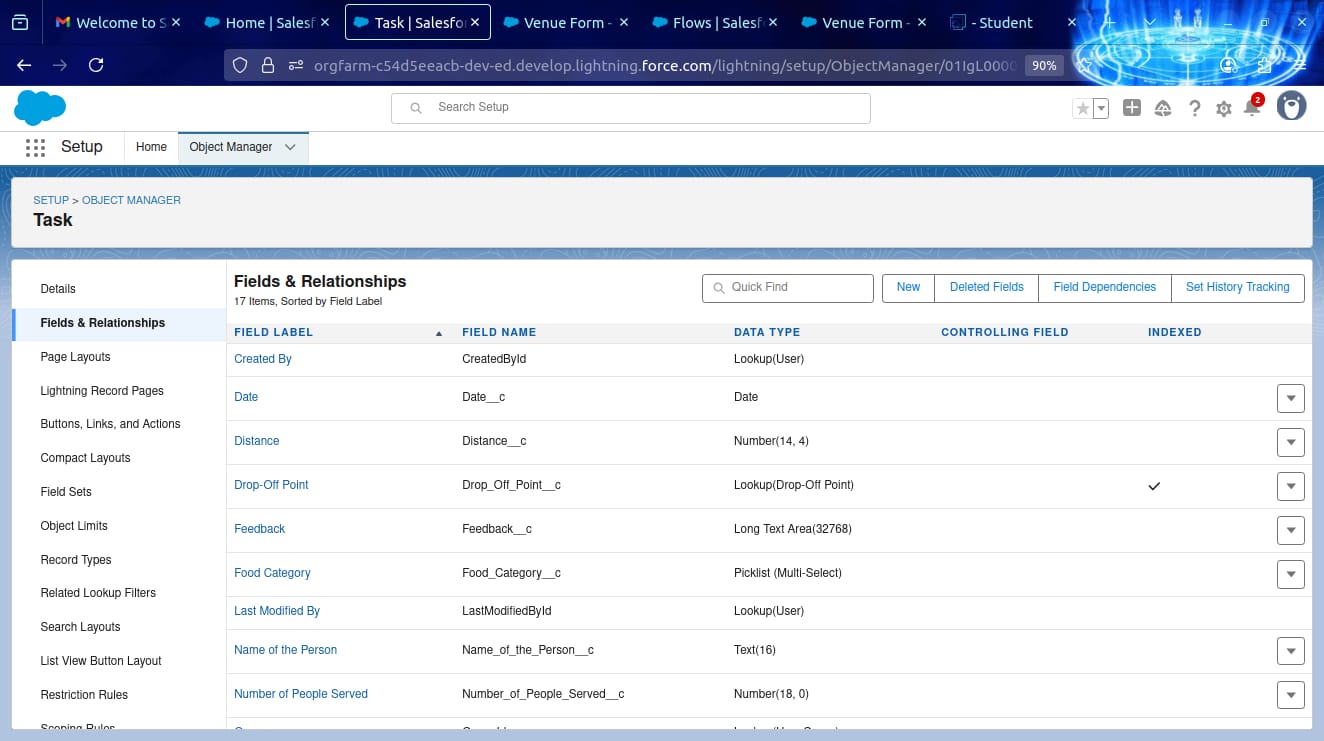 Welcome to S
Home | Salesf
Task | Salesfo
Venue Form -
Flows | Salesf
Venue Form -
- Student
orgfarm-c54d5eeacb-dev-ed.develop.lightning.force.com/lightning/setup/ObjectManager/01IgL0000
90%
Search Setup
2
Setup
Home
Object Manager
SETUP > OBJECT MANAGER
Task
Details
Fields & Relationships
Page Layouts
Lightning Record Pages
Buttons, Links, and Actions
Compact Layouts
Field Sets
Object Limits
Record Types
Related Lookup Filters
Search Layouts
List View Button Layout
Restriction Rules
Scoping Rules
Fields & Relationships
17 Items, Sorted by Field Label
Quick Find
New
Deleted Fields
Field Dependencies
Set History Tracking
FIELD LABEL FIELD NAME DATA TYPE CONTROLLING FIELD INDEXED
Created By CreatedById Lookup(User)
Date Date__c Date
Distance Distance__c Number(14, 4)
Drop-Off Point Drop_Off_Point__c Lookup(Drop-Off Point)
Feedback Feedback__c Long Text Area(32768)
Food Category Food_Category__c Picklist (Multi-Select)
Last Modified By LastModifiedById Lookup(User)
Name of the Person Name_of_the_Person__c Text(16)
Number of People Served Number_of_People_Served__c Number(18, 0)